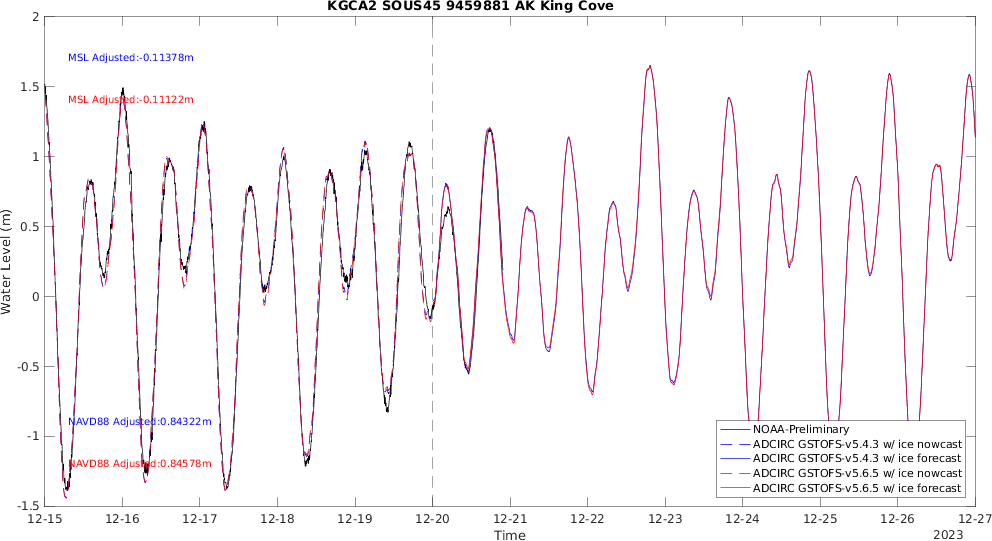 KGCA2 SOUS45 9459881 AK King Cove
Water Level (m)
2
1.5
1
0.5
0
-0.5
-1
-1.5
MSL Adjusted:-0.11378m
MSL Adjusted:-0.11122m
NAVD88 Adjusted:0.84322m
NAVD88 Adjusted:0.84578m
NOAA-Preliminary
ADCIRC GSTOFS-v5.4.3 w/ ice nowcast
ADCIRC GSTOFS-v5.4.3 w/ ice forecast
ADCIRC GSTOFS-v5.6.5 w/ ice nowcast
ADCIRC GSTOFS-v5.6.5 w/ ice forecast
12-15 12-16 12-17 12-18 12-19 12-20 12-21 12-22 12-23 12-24 12-25 12-26 12-27
Time
2023